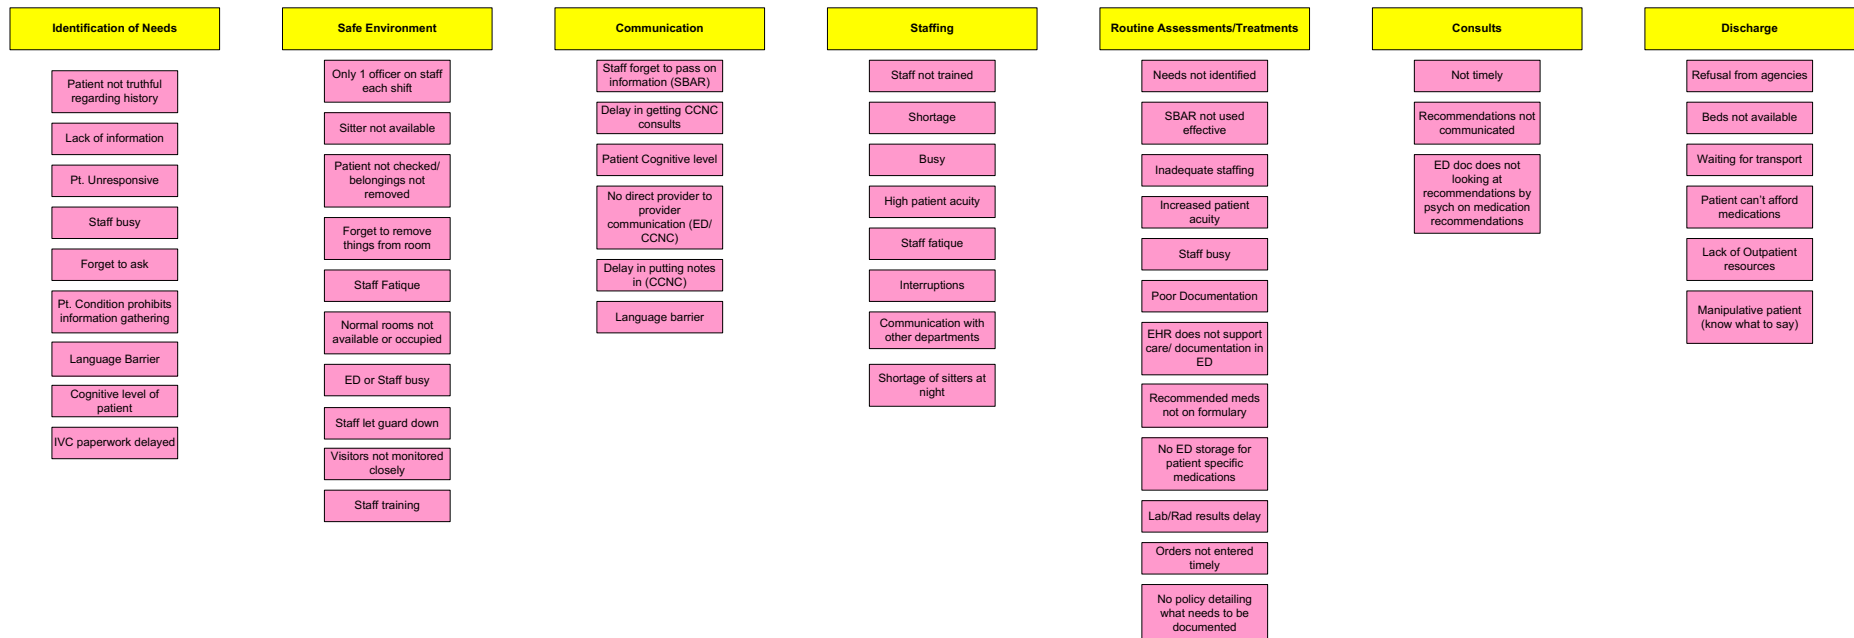 Identification of Needs
Patient not truthful
regarding history
Lack of information
Pt. Unresponsive
Staff busy
Forget to ask
Pt. Condition prohibits
information gathering
Language Barrier
Cognitive level of
patient
IVC paperwork delayed
Safe Environment
Only 1 officer on staff
each shift
Sitter not available
Patient not checked/
belongings not
removed
Forget to remove
things from room
Staff Fatique
Normal rooms not
available or occupied
ED or Staff busy
Staff let guard down
Visitors not monitored
closely
Staff training
Communication
Staff forget to pass on
information (SBAR)
Delay in getting CCNC
consults
Patient Cognitive level
No direct provider to
provider
communication (ED/
CCNC)
Delay in putting notes
in (CCNC)
Language barrier
Staffing
Staff not trained
Shortage
Busy
High patient acuity
Staff fatique
Interruptions
Communication with
other departments
Shortage of sitters at
night
Routine Assessments/Treatments
Needs not identified
SBAR not used
effective
Inadequate staffing
Increased patient
acuity
Staff busy
Poor Documentation
EHR does not support
care/ documentation in
ED
Recommended meds
not on formulary
No ED storage for
patient specific
medications
Lab/Rad results delay
Orders not entered
timely
No policy detailing
what needs to be
documented
Consults
Not timely
Recommendations not
communicated
ED doc does not
looking at
recommendations by
psych on medication
recommendations
Discharge
Refusal from agencies
Beds not available
Waiting for transport
Patient can’t afford
medications
Lack of Outpatient
resources
Manipulative patient
(know what to say)